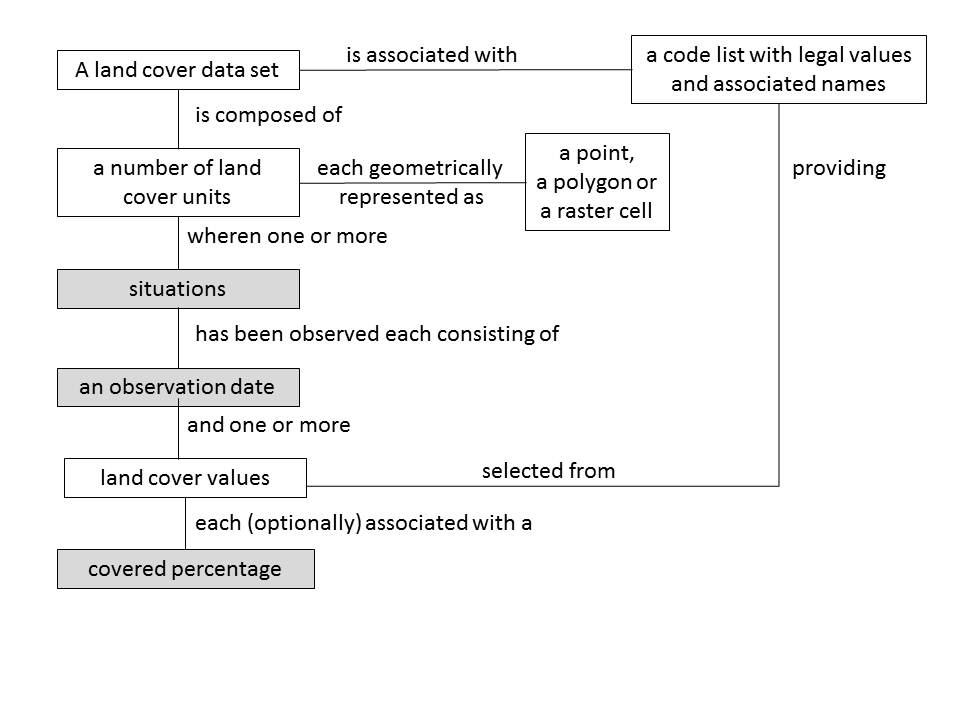 is associated with
A land cover data set
a code list with legal values
and associated names
is composed of
a number of land
cover units
each geometrically
represented as
a point,
a polygon or
a raster cell
providing
wheren one or more
situations
has been observed each consisting of
an observation date
and one or more
land cover values
selected from
each (optionally) associated with a
covered percentage